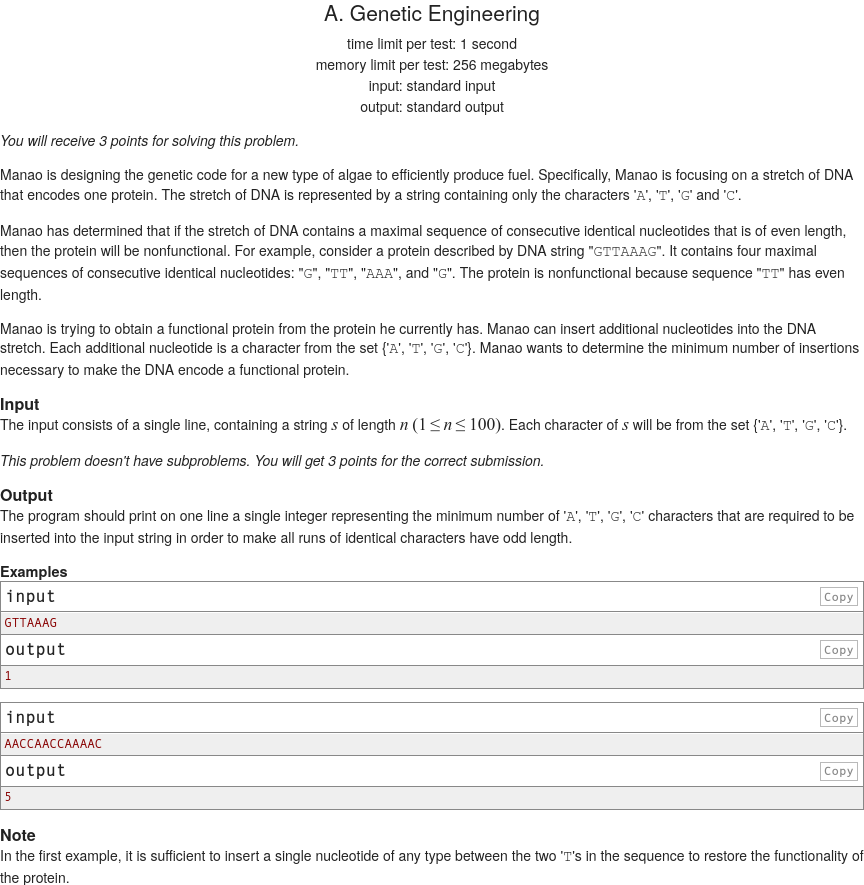 A. Genetic Engineering
time limit per test: 1 second
memory limit per test: 256 megabytes
input: standard input
output: standard output
You will receive 3 points for solving this problem.
Manao is designing the genetic code for a new type of algae to efficiently produce fuel. Specifically, Manao is focusing on a stretch of DNA
that encodes one protein. The stretch of DNA is represented by a string containing only the characters 'A', 'T', 'G' and 'C'.
Manao has determined that if the stretch of DNA contains a maximal sequence of consecutive identical nucleotides that is of even length,
then the protein will be nonfunctional. For example, consider a protein described by DNA string "GTTAAAG". It contains four maximal
sequences of consecutive identical nucleotides: "G", "TT", "AAA", and "G". The protein is nonfunctional because sequence "TT" has even
length.
Manao is trying to obtain a functional protein from the protein he currently has. Manao can insert additional nucleotides into the DNA
stretch. Each additional nucleotide is a character from the set {'A', 'T', 'G', 'C'}. Manao wants to determine the minimum number of insertions
necessary to make the DNA encode a functional protein.
Input
The input consists of a single line, containing a string s of length n (1 ≤ n ≤ 100). Each character of s will be from the set {'A', 'T', 'G', 'C'}.
This problem doesn't have subproblems. You will get 3 points for the correct submission.
Output
The program should print on one line a single integer representing the minimum number of 'A', 'T', 'G', 'C' characters that are required to be
inserted into the input string in order to make all runs of identical characters have odd length.
Examples
input Copy
GTTAAAG
output Copy
1
input Copy
AACCAACCAAAAC
output Copy
5
Note
In the first example, it is sufficient to insert a single nucleotide of any type between the two 'T's in the sequence to restore the functionality of
the protein.